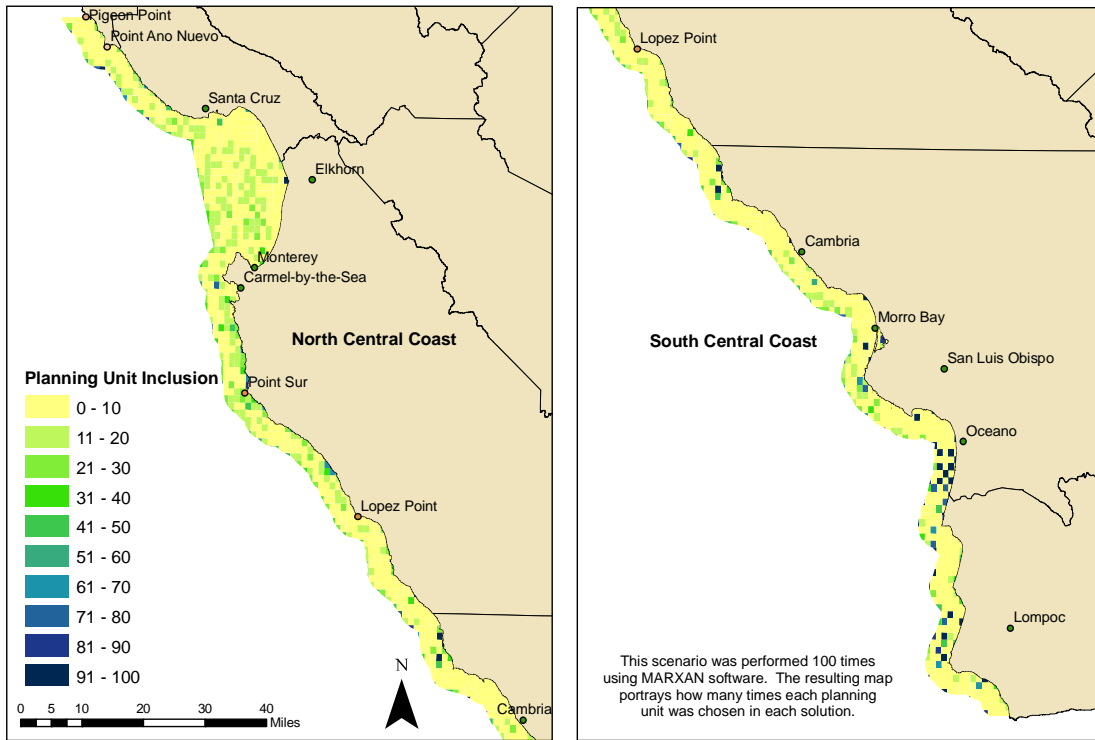 Pigeon Point
Point Ano Nuevo
Santa Cruz
Elkhorn
Monterey
Carmel-by-the-Sea
North Central Coast
Planning Unit Inclusion
Point Sur
0 - 10
11 - 20
21 - 30
31 - 40
41 - 50
51 - 60
61 - 70
71 - 80
81 - 90
91 - 100
Lopez Point
N
0 5 10 20 30 40
Miles
Cambria
Lopez Point
Cambria
Morro Bay
South Central Coast
San Luis Obispo
Oceano
Lompoc
This scenario was performed 100 times
using MARXAN software. The resulting map
portrays how many times each planning
unit was chosen in each solution.